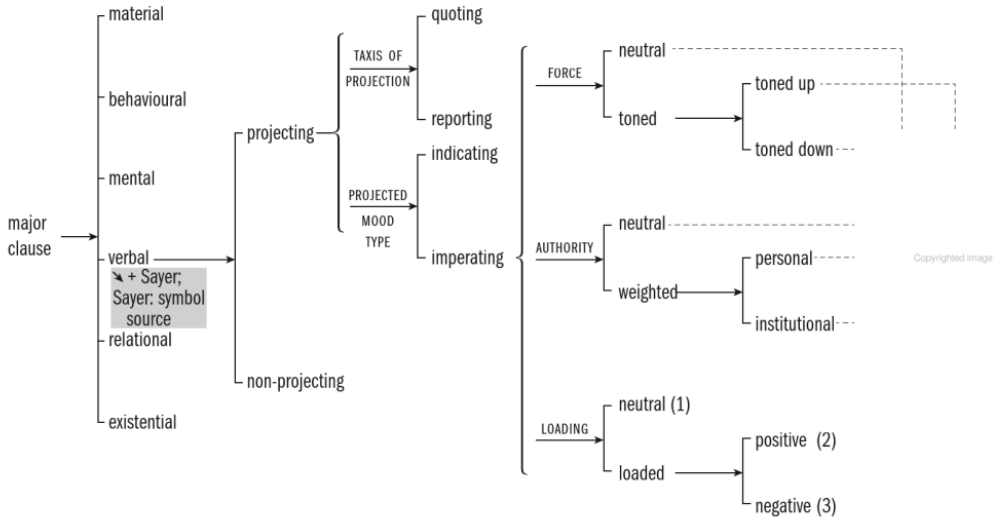 material
behavioural
mental
major
clause
verbal
↘ + Sayer;
Sayer: symbol
source
relational
existential
projecting
non-projecting
TAXIS OF
PROJECTION
quoting
reporting
PROJECTED
MOOD
TYPE
indicating
imperating
FORCE
neutral
toned
toned up
toned down
AUTHORITY
neutral
weighted
personal
institutional
LOADING
neutral (1)
loaded
positive (2)
negative (3)
Copyrighted image